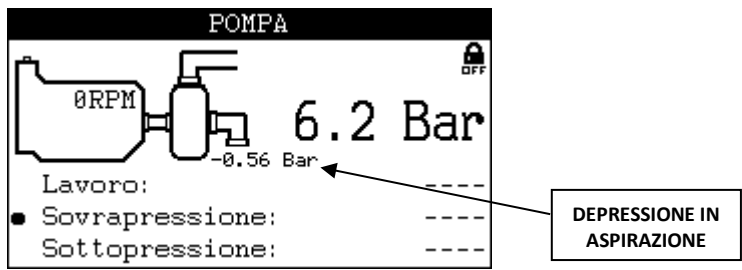 POMPA
OFF
0RPM
6.2 Bar
-0.56 Bar
Lavoro: ----
Sovrapressione: ----
Sottopressione: ----
DEPRESSIONE IN
ASPIRAZIONE